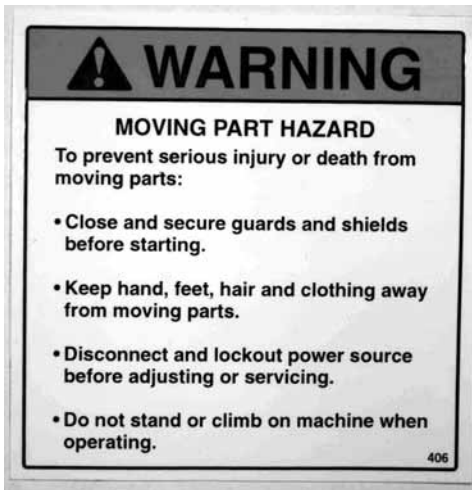 WARNING
MOVING PART HAZARD
To prevent serious injury or death from
moving parts:
• Close and secure guards and shields
before starting.
• Keep hand, feet, hair and clothing away
from moving parts.
• Disconnect and lockout power source
before adjusting or servicing.
• Do not stand or climb on machine when
operating.
406